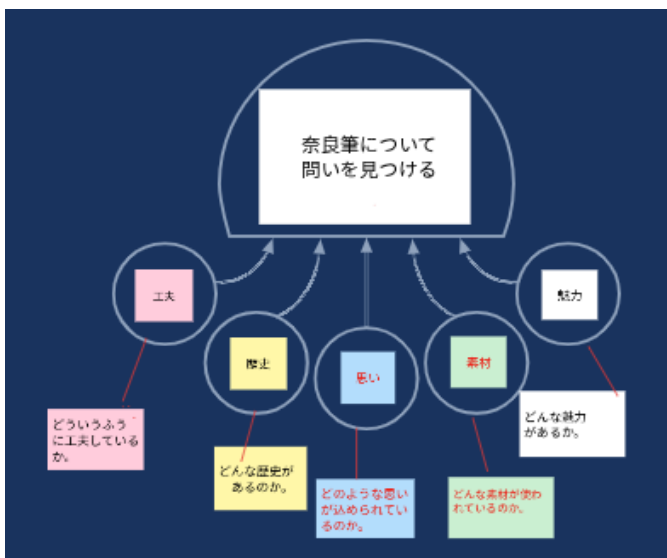 奈良筆について
問いを見つける
工夫
歴史
思い
素材
魅力
どういうふう
に工夫している
か。
どんな歴史が
あるのか。
どのような思い
が込められてい
るのか。
どんな素材が使わ
れているのか。
どんな魅力
があるか。